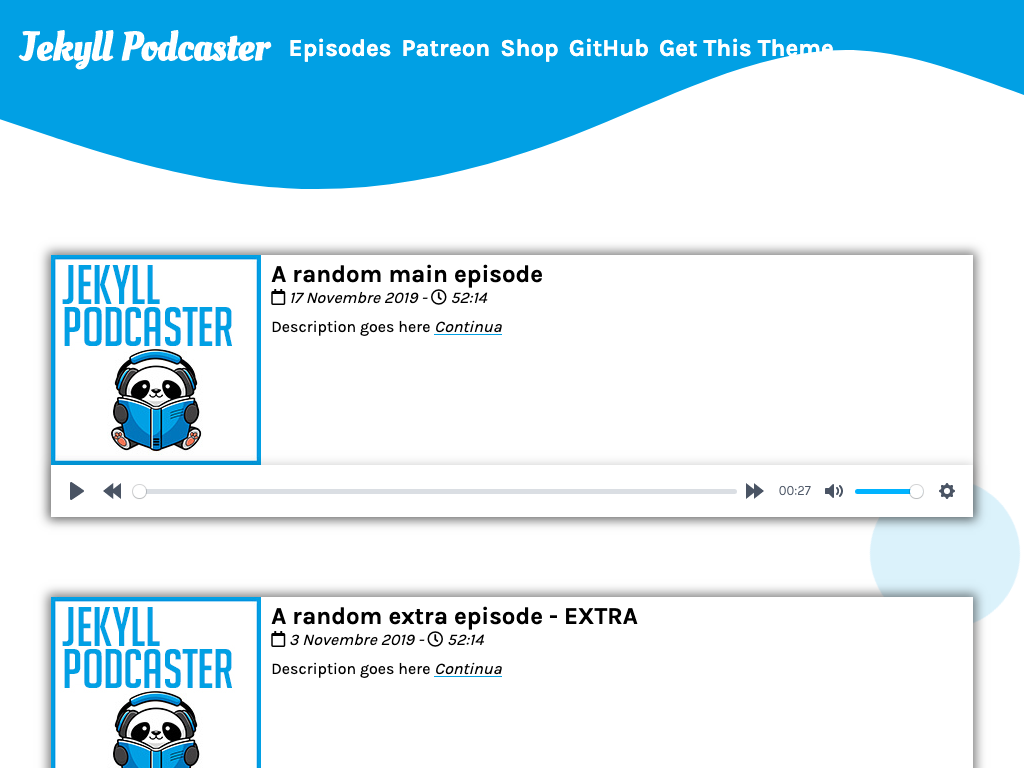 Jekyll Podcaster Episodes Patreon Shop GitHub Get This Theme
JEKYLL
PODCASTER
A random main episode
17 Novembre 2019 - 52:14
Description goes here Continua
00:27
JEKYLL
PODCASTER
A random extra episode - EXTRA
3 Novembre 2019 - 52:14
Description goes here Continua